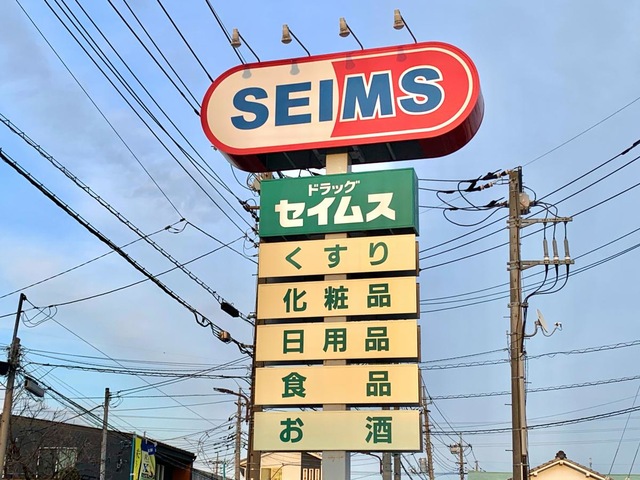 SEIMS
ドラッグ
セイムス
くすり
化粧品
日用品
食品
お酒